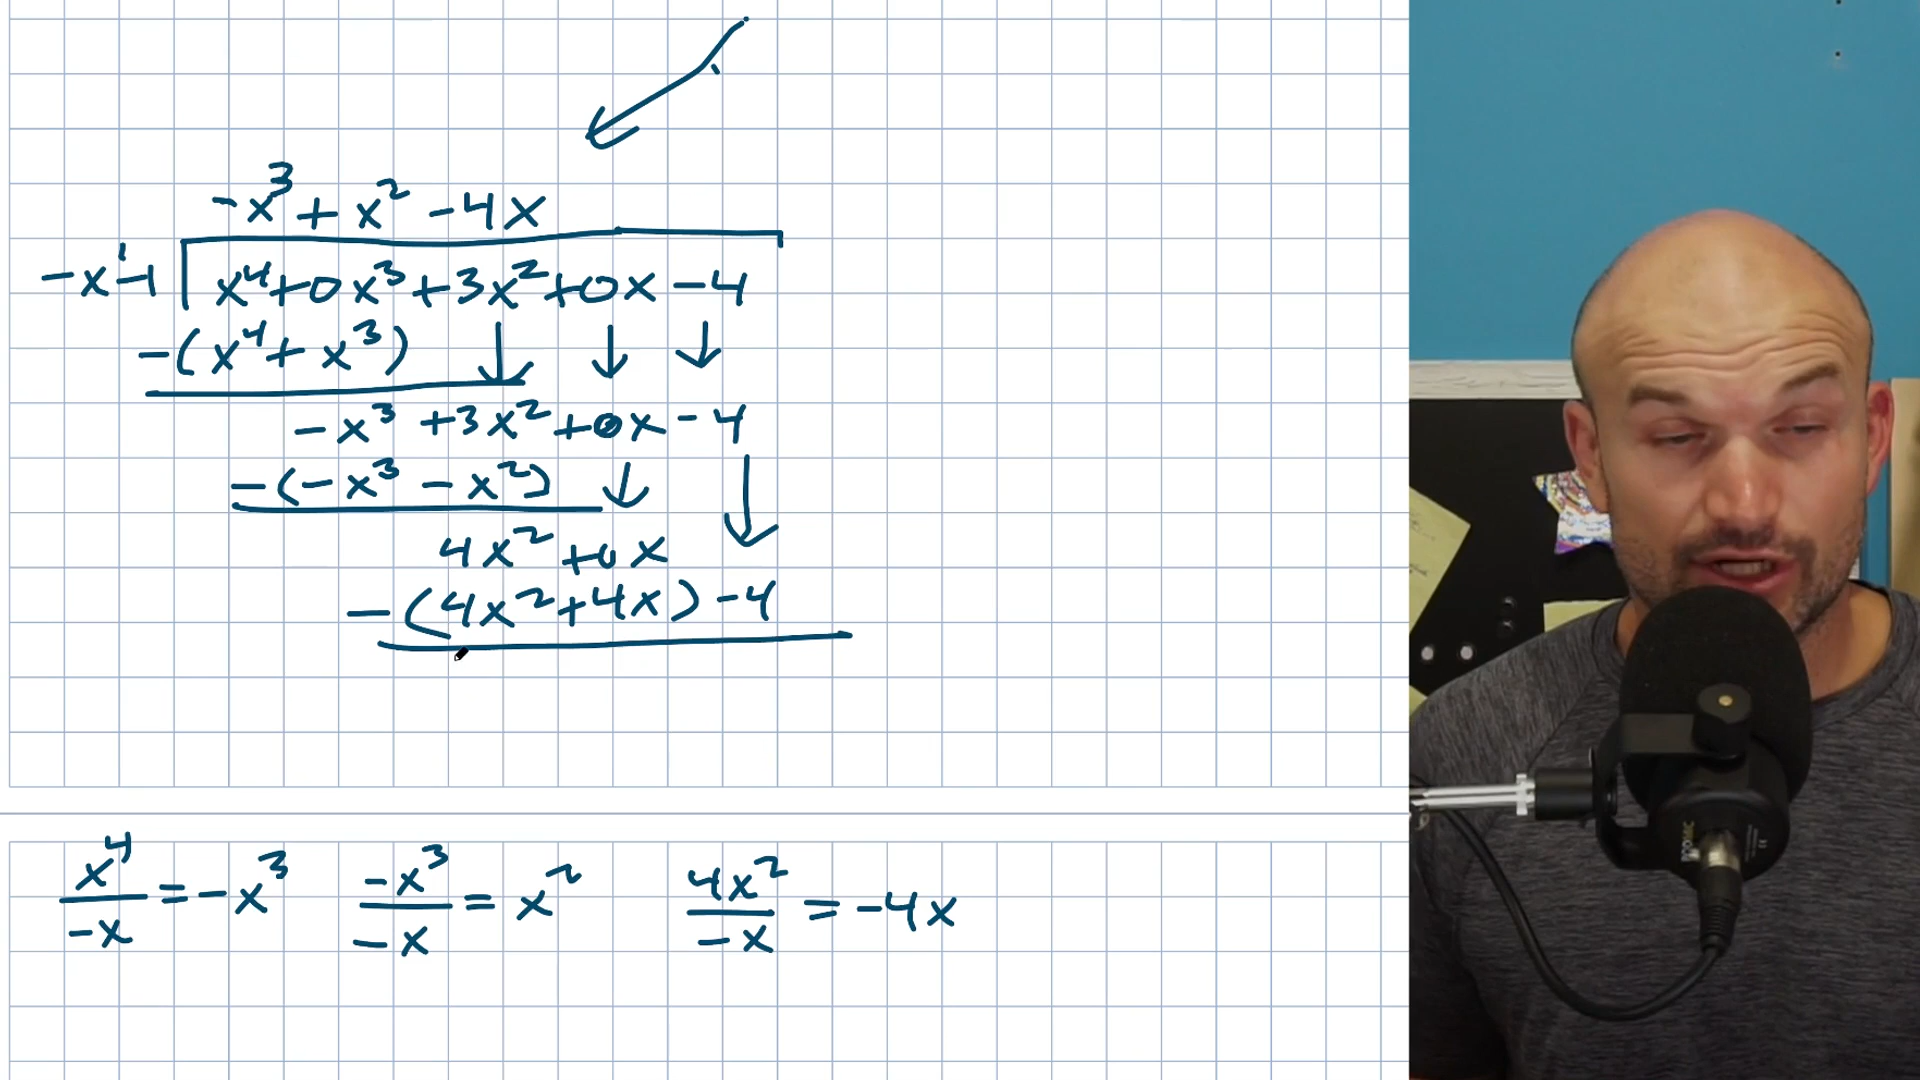 -x³ + x² - 4x
-x¹-1 x⁴+0x³+3x²+0x-4
-(x⁴+x³)
-x³ +3x²+0x-4
-(-x³-x²)
4x²+0x
-(4x²+4x)-4
x⁴/-x = -x³ -x³/-x = x² 4x²/-x = -4x